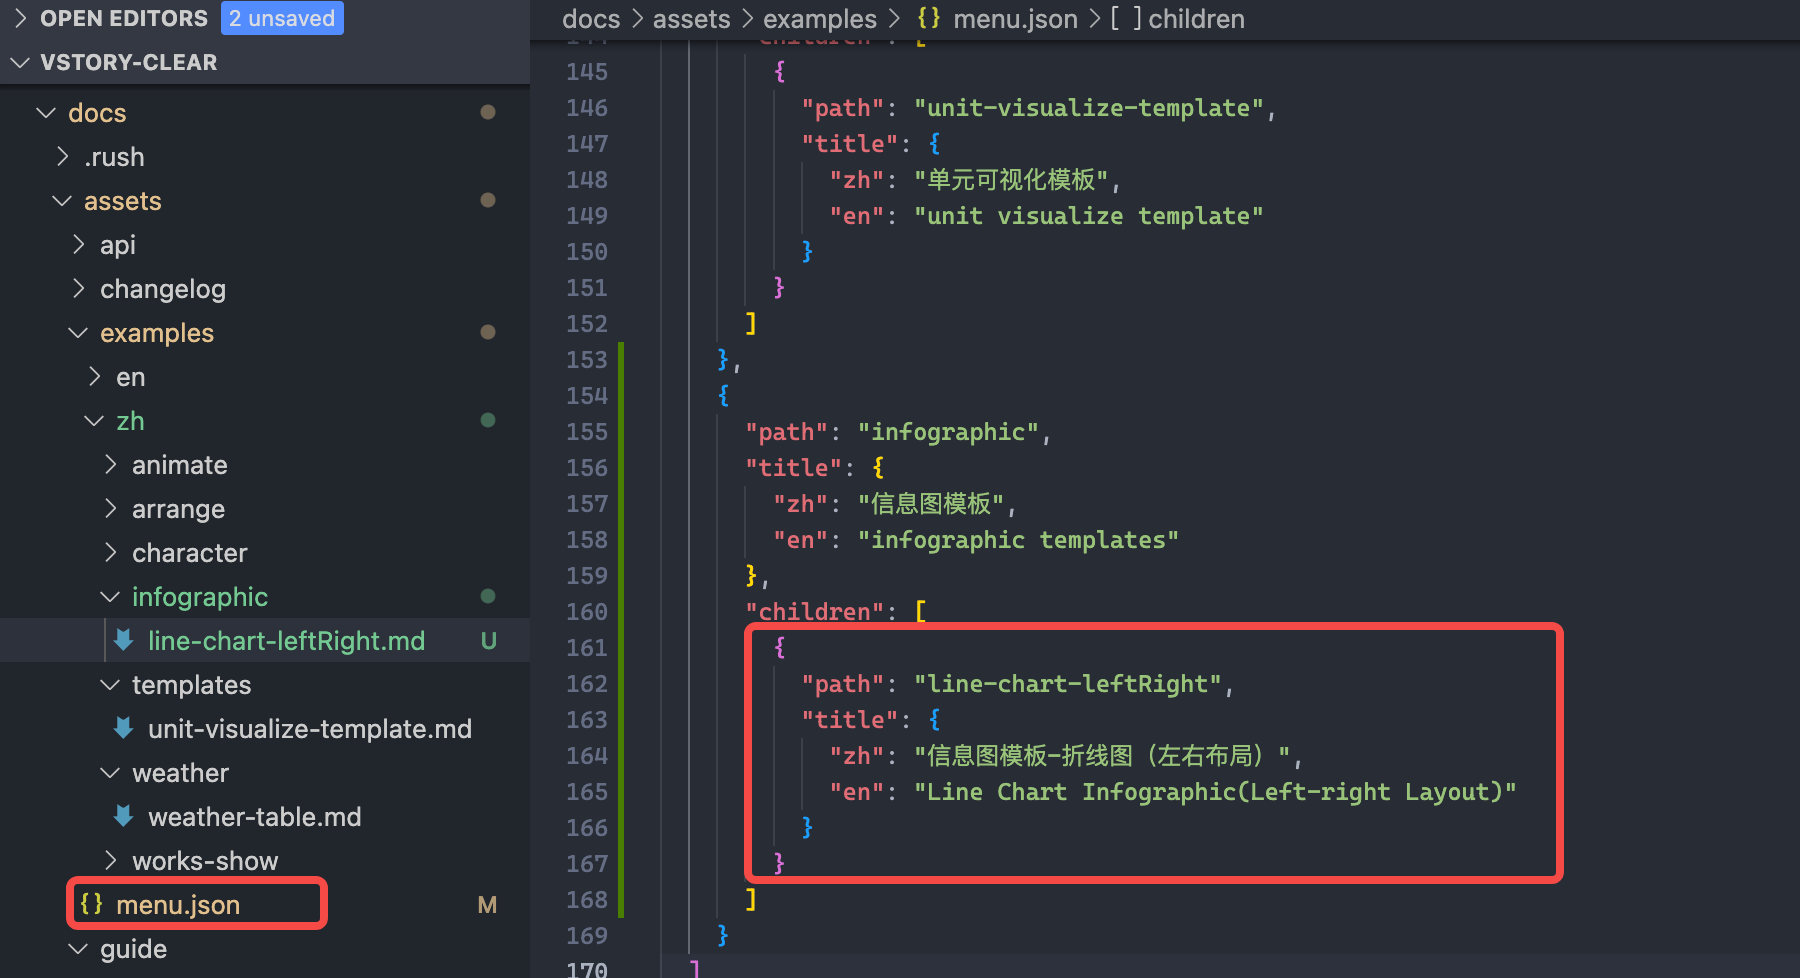 OPEN EDITORS 2 unsaved
VSTORY-CLEAR
docs
.rush
assets
api
changelog
examples
en
zh
animate
arrange
character
infographic
line-chart-leftRight.md U
templates
unit-visualize-template.md
weather
weather-table.md
works-show
{} menu.json M
guide
docs > assets > examples > {} menu.json > [ ] children
"children": [
145 {
146 "path": "unit-visualize-template",
147 "title": {
148 "zh": "单元可视化模板",
149 "en": "unit visualize template"
150 }
151 }
152 ]
153 },
154 {
155 "path": "infographic",
156 "title": {
157 "zh": "信息图模板",
158 "en": "infographic templates"
159 },
160 "children": [
161 {
162 "path": "line-chart-leftRight",
163 "title": {
164 "zh": "信息图模板-折线图（左右布局）",
165 "en": "Line Chart Infographic(Left-right Layout)"
166 }
167 }
168 ]
169 }
170 ]